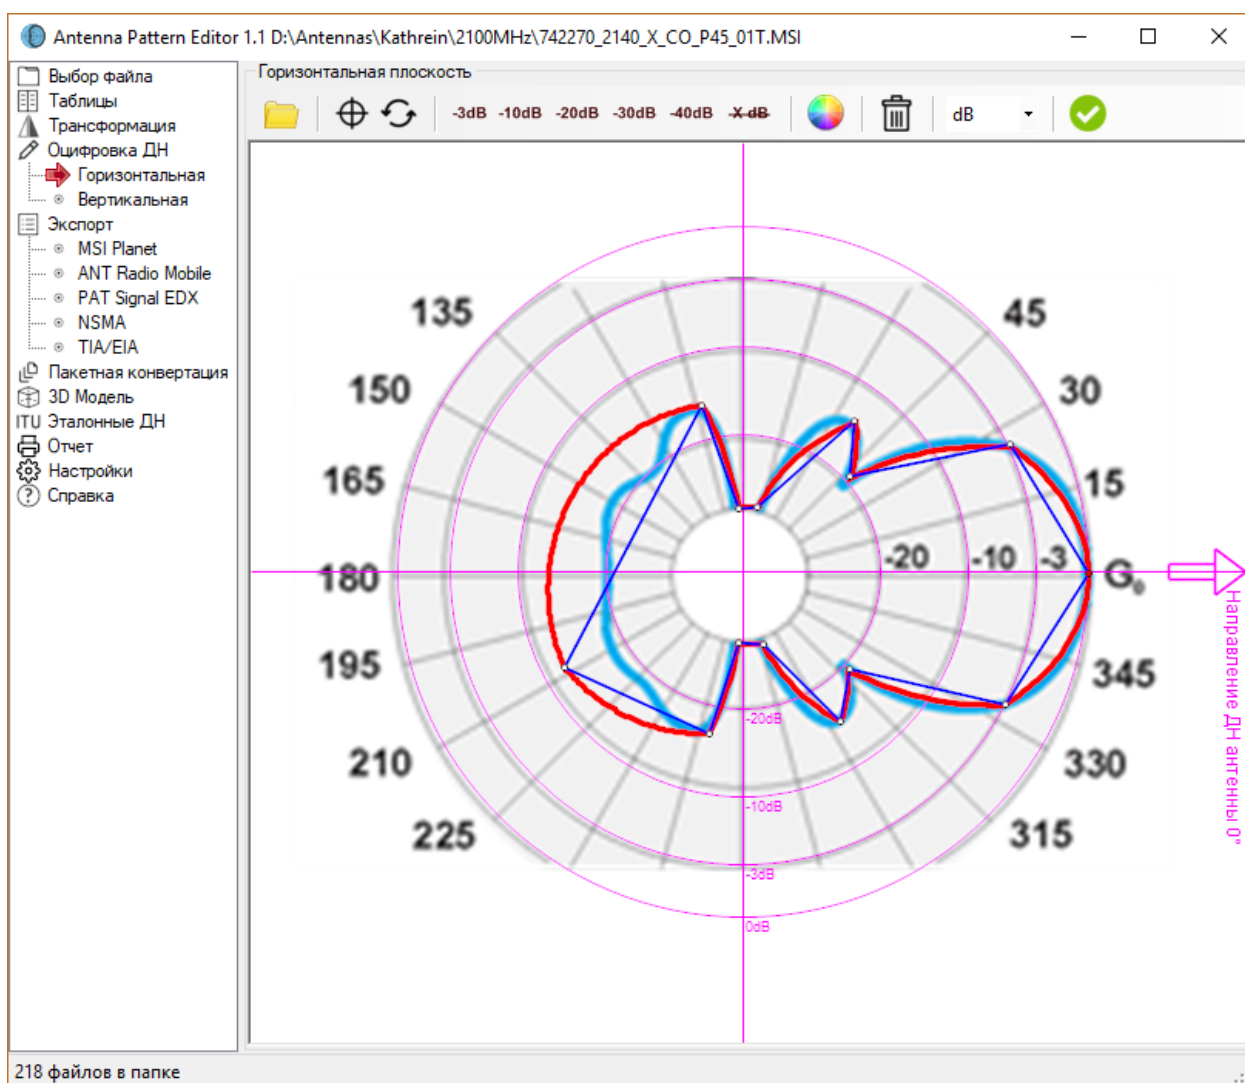 Antenna Pattern Editor 1.1 D:\Antennas\Kathrein\2100MHz\742270_2140_X_CO_P45_01T.MSI
Выбор файла
Таблицы
Трансформация
Оцифровка ДН
Горизонтальная
Вертикальная
Экспорт
MSI Planet
ANT Radio Mobile
PAT Signal EDX
NSMA
TIA/EIA
Пакетная конвертация
3D Модель
ITU Эталонные ДН
Отчет
Настройки
Справка
Горизонтальная плоскость
-3dB -10dB -20dB -30dB -40dB X dB
dB
135
45
150
30
165
15
-20 -10 -3 G₀
180
195
345
210
330
225
315
-20dB
-10dB
-3dB
0dB
Направление ДН антенны 0°
218 файлов в папке